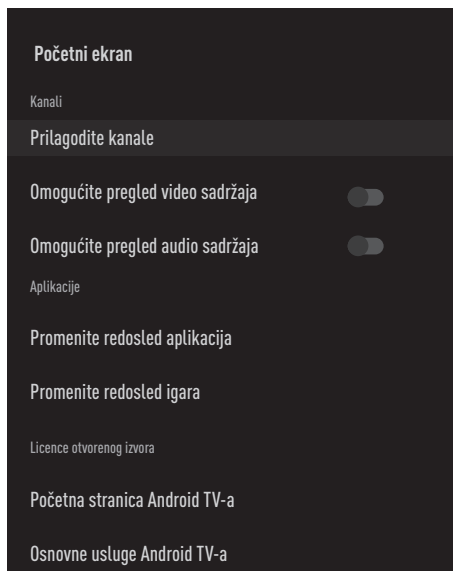 Početni ekran
Kanali
Prilagodite kanale
Omogućite pregled video sadržaja
Omogućite pregled audio sadržaja
Aplikacije
Promenite redosled aplikacija
Promenite redosled igara
Licence otvorenog izvora
Početna stranica Android TV-a
Osnovne usluge Android TV-a